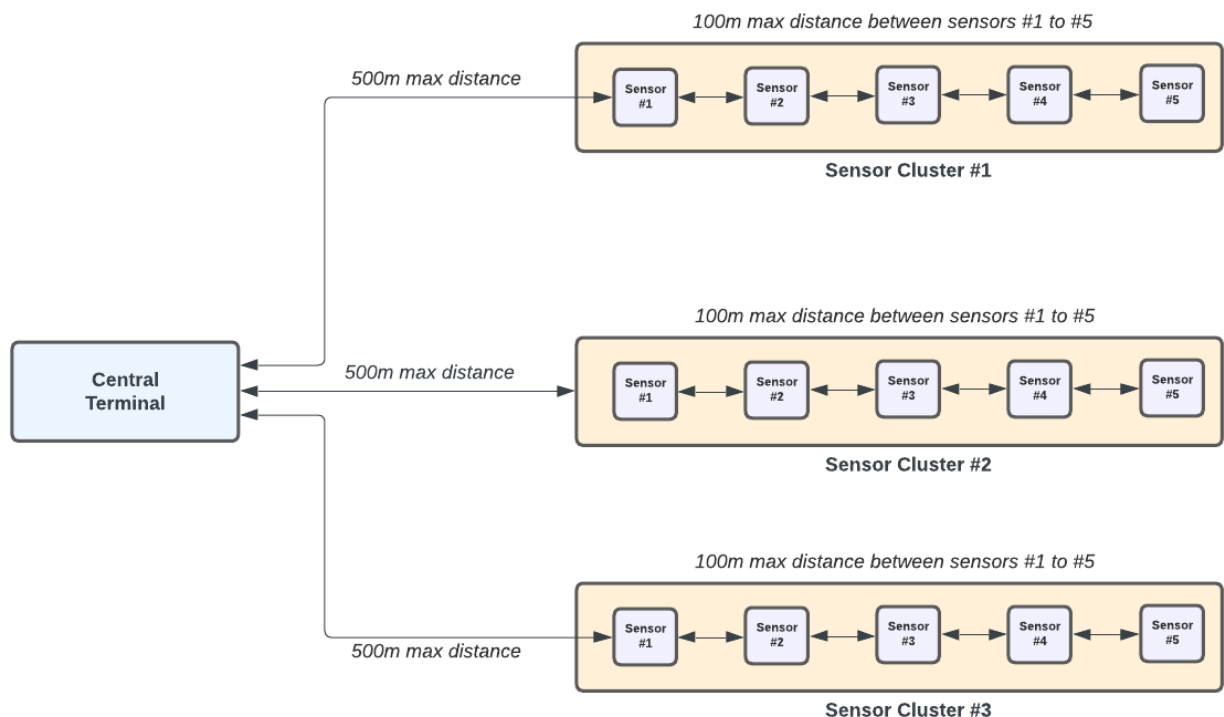 100m max distance between sensors #1 to #5
500m max distance
Sensor
#1
Sensor
#2
Sensor
#3
Sensor
#4
Sensor
#5
Sensor Cluster #1
100m max distance between sensors #1 to #5
Central
Terminal
500m max distance
Sensor
#1
Sensor
#2
Sensor
#3
Sensor
#4
Sensor
#5
Sensor Cluster #2
100m max distance between sensors #1 to #5
500m max distance
Sensor
#1
Sensor
#2
Sensor
#3
Sensor
#4
Sensor
#5
Sensor Cluster #3